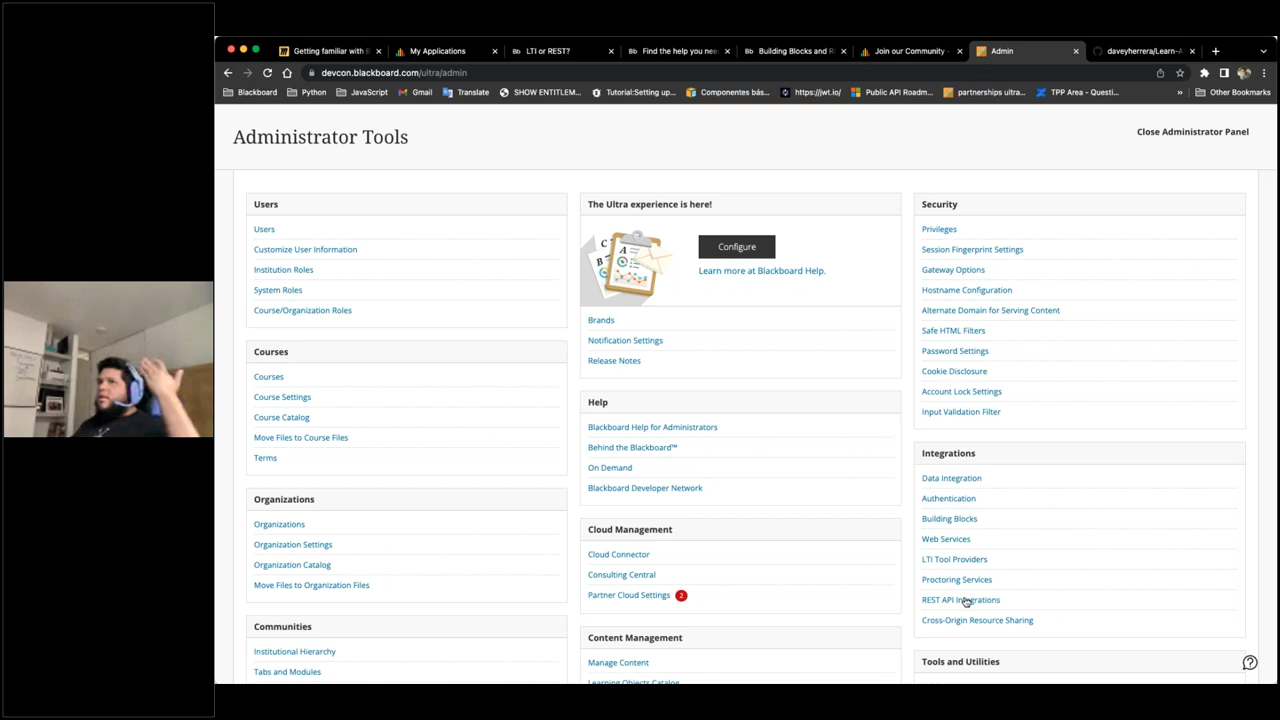 Getting familiar with B
My Applications
LTI or REST?
Find the help you nee
Building Blocks and R
Join our Community -
Admin
daveyherrera/Learn-A
devcon.blackboard.com/ultra/admin
Blackboard
Python
JavaScript
Gmail
Translate
SHOW ENTITLEM...
Tutorial:Setting up...
Componentes bás...
https://jwt.io/
Public API Roadm...
partnerships ultra...
TPP Area - Questi...
»
Other Bookmarks
Administrator Tools
Close Administrator Panel
Users
Users
Customize User Information
Institution Roles
System Roles
Course/Organization Roles
Courses
Courses
Course Settings
Course Catalog
Move Files to Course Files
Terms
Organizations
Organizations
Organization Settings
Organization Catalog
Move Files to Organization Files
Communities
Institutional Hierarchy
Tabs and Modules
The Ultra experience is here!
Configure
Learn more at Blackboard Help.
Brands
Notification Settings
Release Notes
Help
Blackboard Help for Administrators
Behind the Blackboard™
On Demand
Blackboard Developer Network
Cloud Management
Cloud Connector
Consulting Central
Partner Cloud Settings 2
Content Management
Manage Content
Learning Objects Catalog
Security
Privileges
Session Fingerprint Settings
Gateway Options
Hostname Configuration
Alternate Domain for Serving Content
Safe HTML Filters
Password Settings
Cookie Disclosure
Account Lock Settings
Input Validation Filter
Integrations
Data Integration
Authentication
Building Blocks
Web Services
LTI Tool Providers
Proctoring Services
REST API Integrations
Cross-Origin Resource Sharing
Tools and Utilities